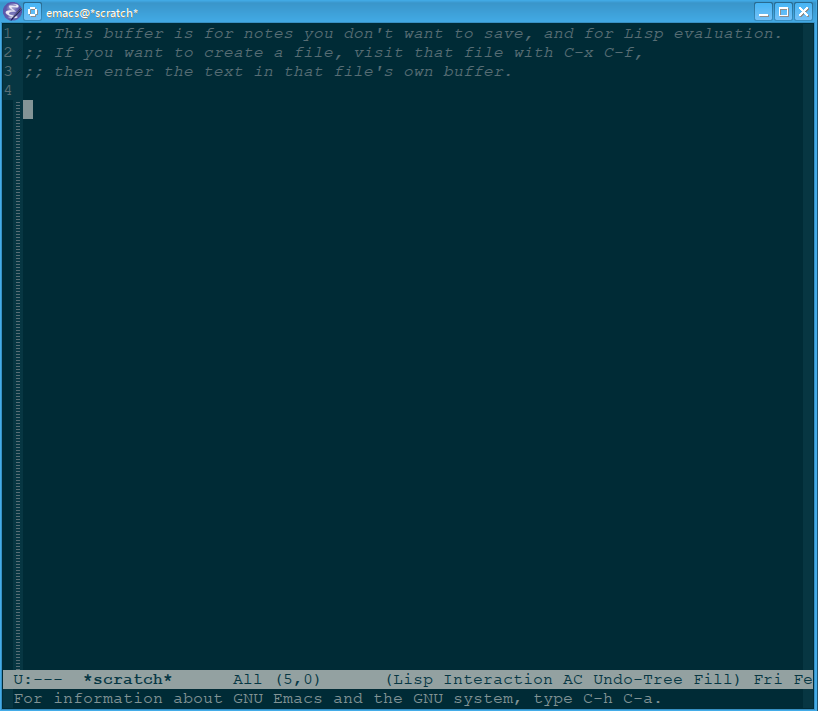 emacs@*scratch*
1 ;; This buffer is for notes you don't want to save, and for Lisp evaluation.
2 ;; If you want to create a file, visit that file with C-x C-f,
3 ;; then enter the text in that file's own buffer.
4
U:--- *scratch* All (5,0) (Lisp Interaction AC Undo-Tree Fill) Fri Fe
For information about GNU Emacs and the GNU system, type C-h C-a.